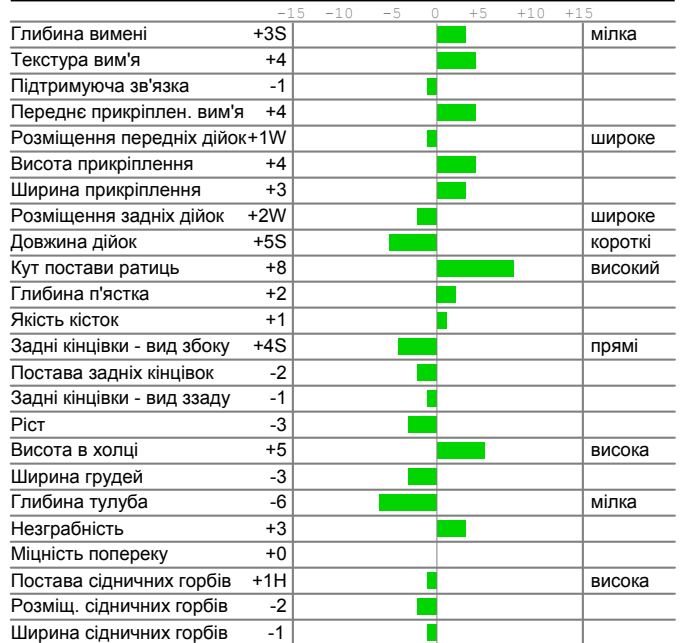 -15 -10 -5 0 +5 +10 +15
Глибина вимені +3S мілка
Текстура вим'я +4
Підтримуюча зв'язка -1
Переднє прикріплен. вим'я +4
Розміщення передніх дійок+1W широке
Висота прикріплення +4
Ширина прикріплення +3
Розміщення задніх дійок +2W широке
Довжина дійок +5S короткі
Кут постави ратиць +8 високий
Глибина п'ястка +2
Якість кісток +1
Задні кінцівки - вид збоку +4S прямі
Постава задніх кінцівок -2
Задні кінцівки - вид ззаду -1
Ріст -3
Висота в холці +5 висока
Ширина грудей -3
Глибина тулуба -6 мілка
Незграбність +3
Міцність попереку +0
Постава сідничних горбів +1H висока
Розміщ. сідничних горбів -2
Ширина сідничних горбів -1